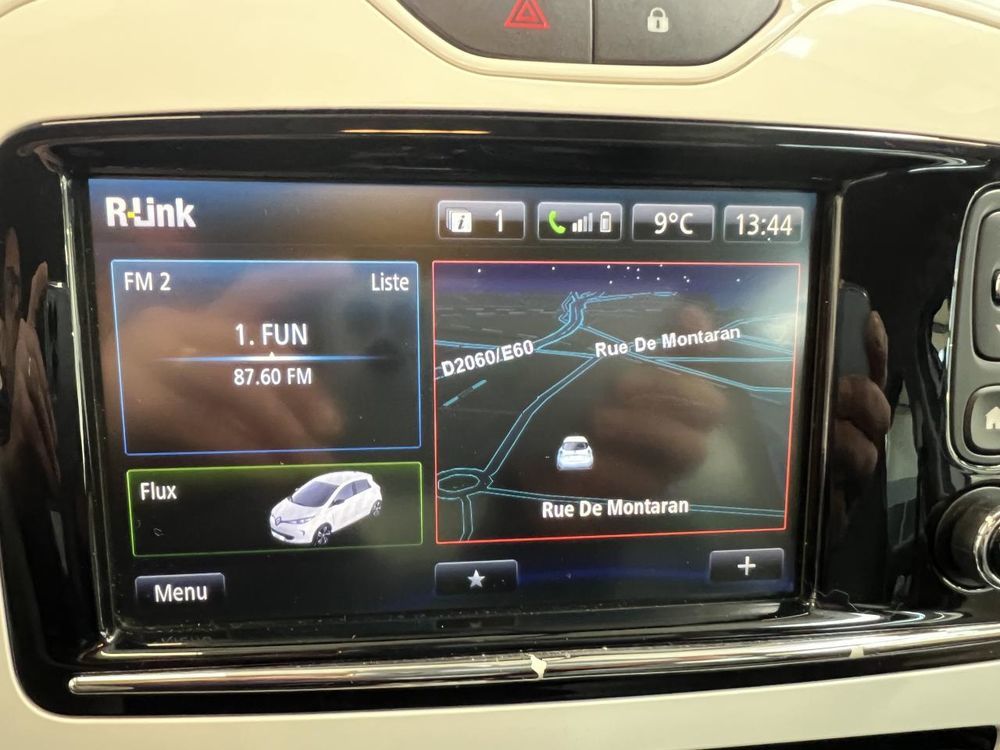 R-Link
1
9°C
13:44
FM 2
Liste
1. FUN
87.60 FM
D2060/E60
Rue De Montaran
Rue De Montaran
Flux
Menu